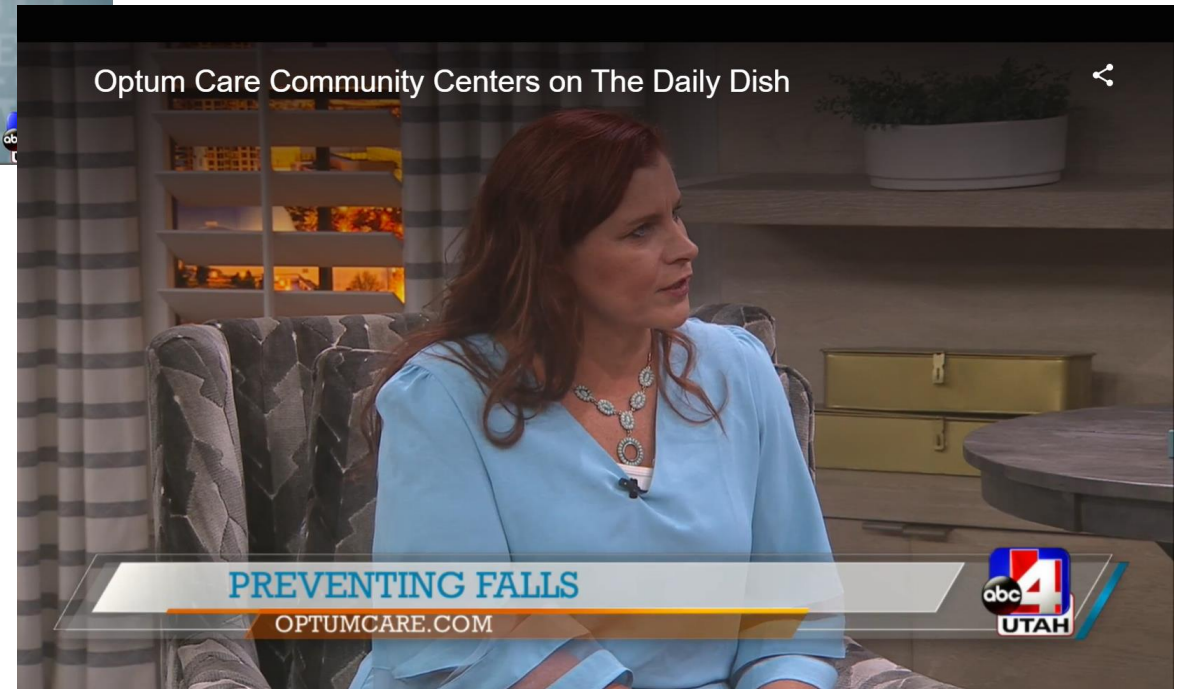 Optum Care Community Centers on The Daily Dish
PREVENTING FALLS
OPTUMCARE.COM
abc 4
UTAH